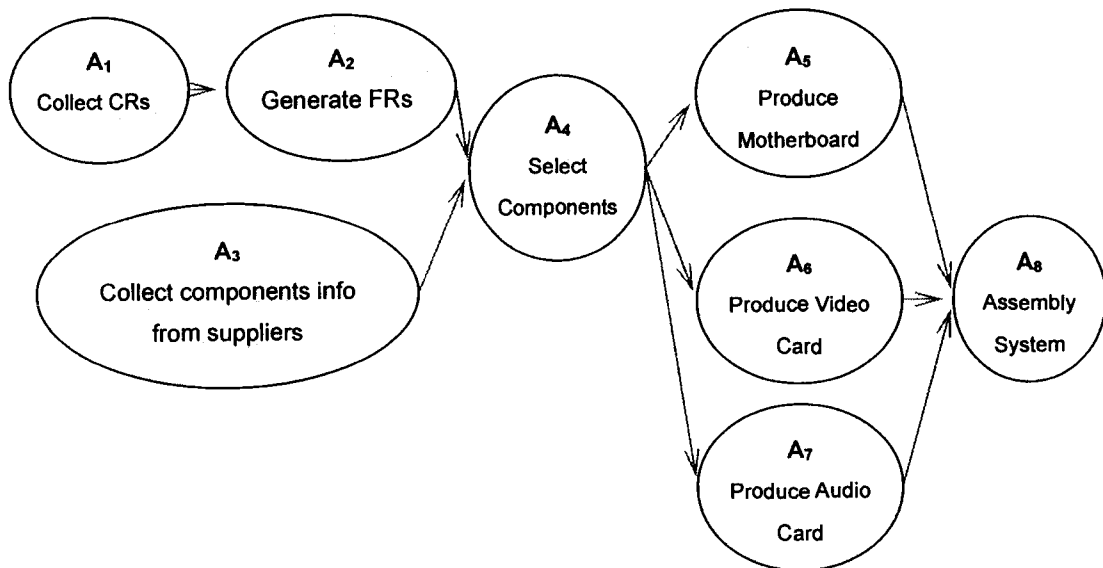 A₁
Collect CRs
A₂
Generate FRs
A₃
Collect components info
from suppliers
A₄
Select
Components
A₅
Produce
Motherboard
A₆
Produce Video
Card
A₇
Produce Audio
Card
A₈
Assembly
System